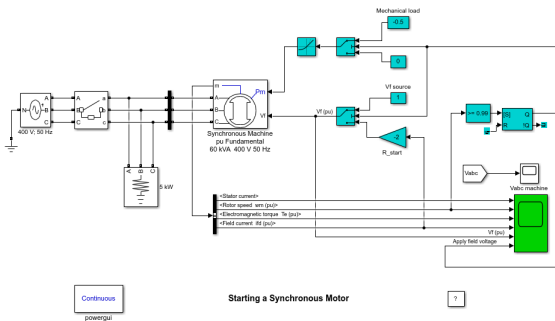 Mechanical load
-0.5
0
m
Pm
N
A
B
C
A
B
C
a
b
c
A
B
C
Vf
400 V; 50 Hz
Synchronous Machine
pu Fundamental
60 kVA 400 V 50 Hz
Vf source
1
Vf (pu)
-2
R_start
>= 0.99
[S]
R
Q
!Q
A
B
C
5 kW
Vabc
Vabc machine
<Stator current>
<Rotor speed wm (pu)>
<Electromagnetic torque Te (pu)>
<Field current ifd (pu)>
Vf (pu)
Apply field voltage
Continuous
powergui
Starting a Synchronous Motor
?